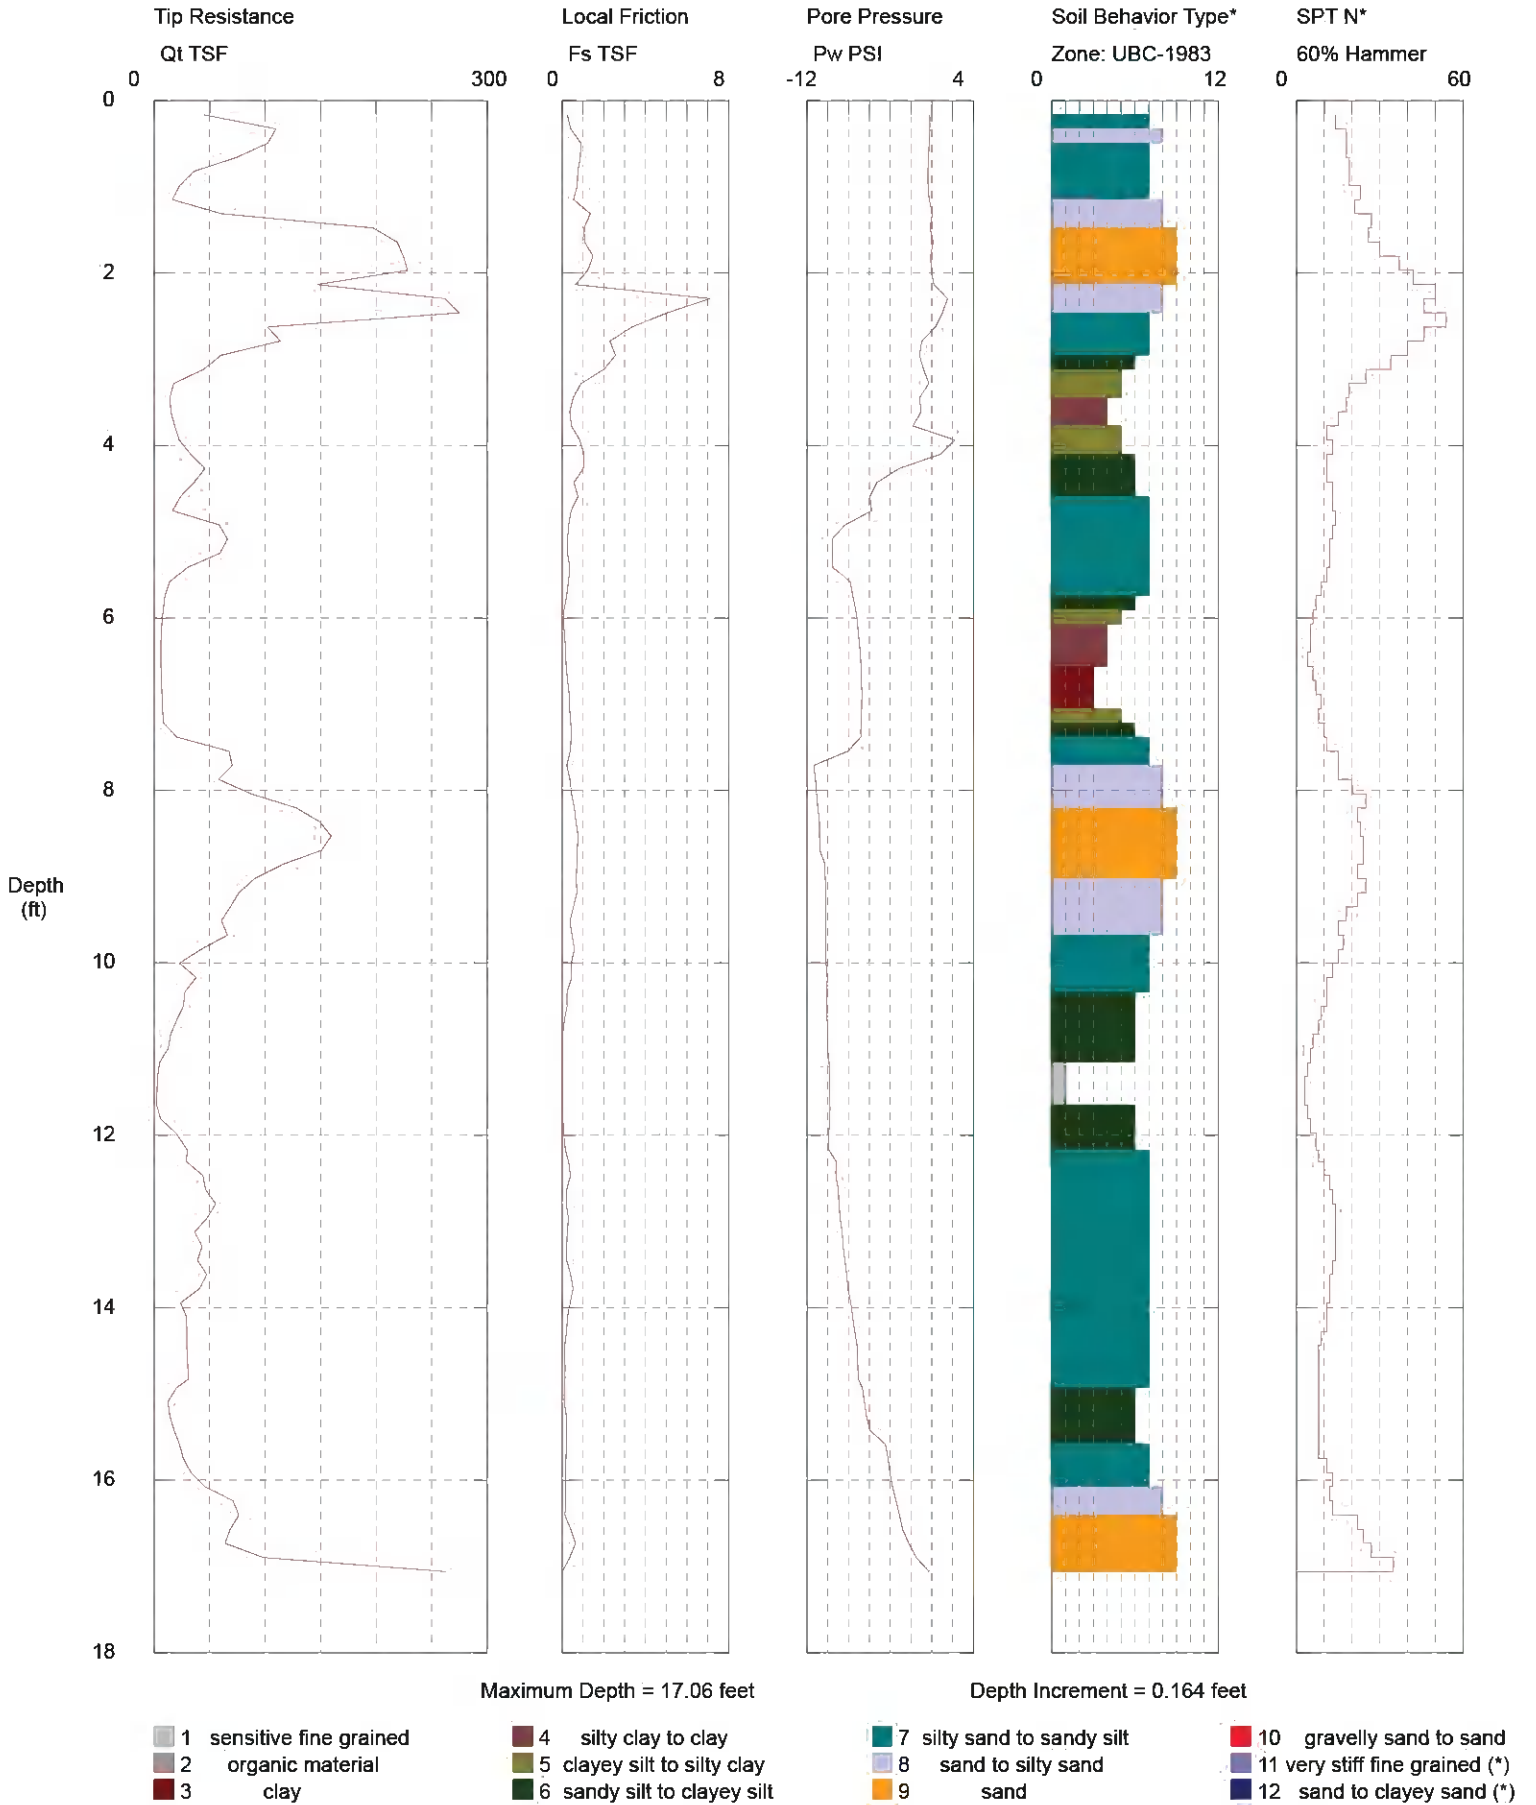 Tip Resistance Local Friction Pore Pressure Soil Behavior Type* SPT N*
Qt TSF Fs TSF Pw PSI Zone: UBC-1983 60% Hammer
0 300 0 8 -12 4 0 12 0 60
0
2
4
6
8
Depth
(ft)
10
12
14
16
18
Maximum Depth = 17.06 feet Depth Increment = 0.164 feet
1 sensitive fine grained 4 silty clay to clay 7 silty sand to sandy silt 10 gravelly sand to sand
2 organic material 5 clayey silt to silty clay 8 sand to silty sand 11 very stiff fine grained (*)
3 clay 6 sandy silt to clayey silt 9 sand 12 sand to clayey sand (*)